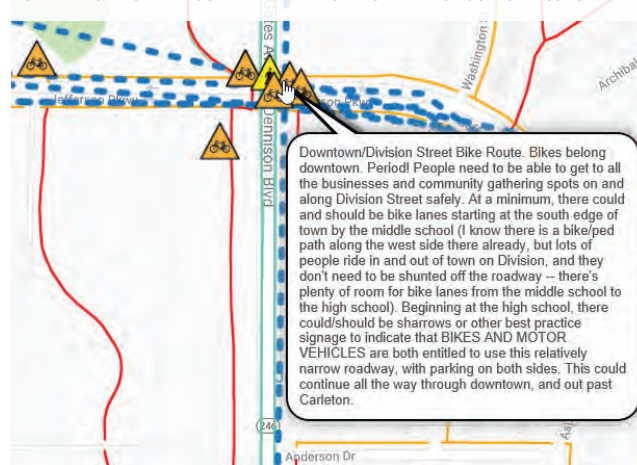 Washington S
Archibal
tes A
Jefferson Pkwy
son Pkwy
Dennison Blvd
Downtown/Division Street Bike Route. Bikes belong
downtown. Period! People need to be able to get to all
the businesses and community gathering spots on and
along Division Street safely. At a minimum, there could
and should be bike lanes starting at the south edge of
town by the middle school (I know there is a bike/ped
path along the west side there already, but lots of
people ride in and out of town on Division, and they
don't need to be shunted off the roadway -- there's
plenty of room for bike lanes from the middle school to
the high school). Beginning at the high school, there
could/should be sharrows or other best practice
signage to indicate that BIKES AND MOTOR
VEHICLES are both entitled to use this relatively
narrow roadway, with parking on both sides. This could
continue all the way through downtown, and out past
Carleton.
246
Anderson Dr